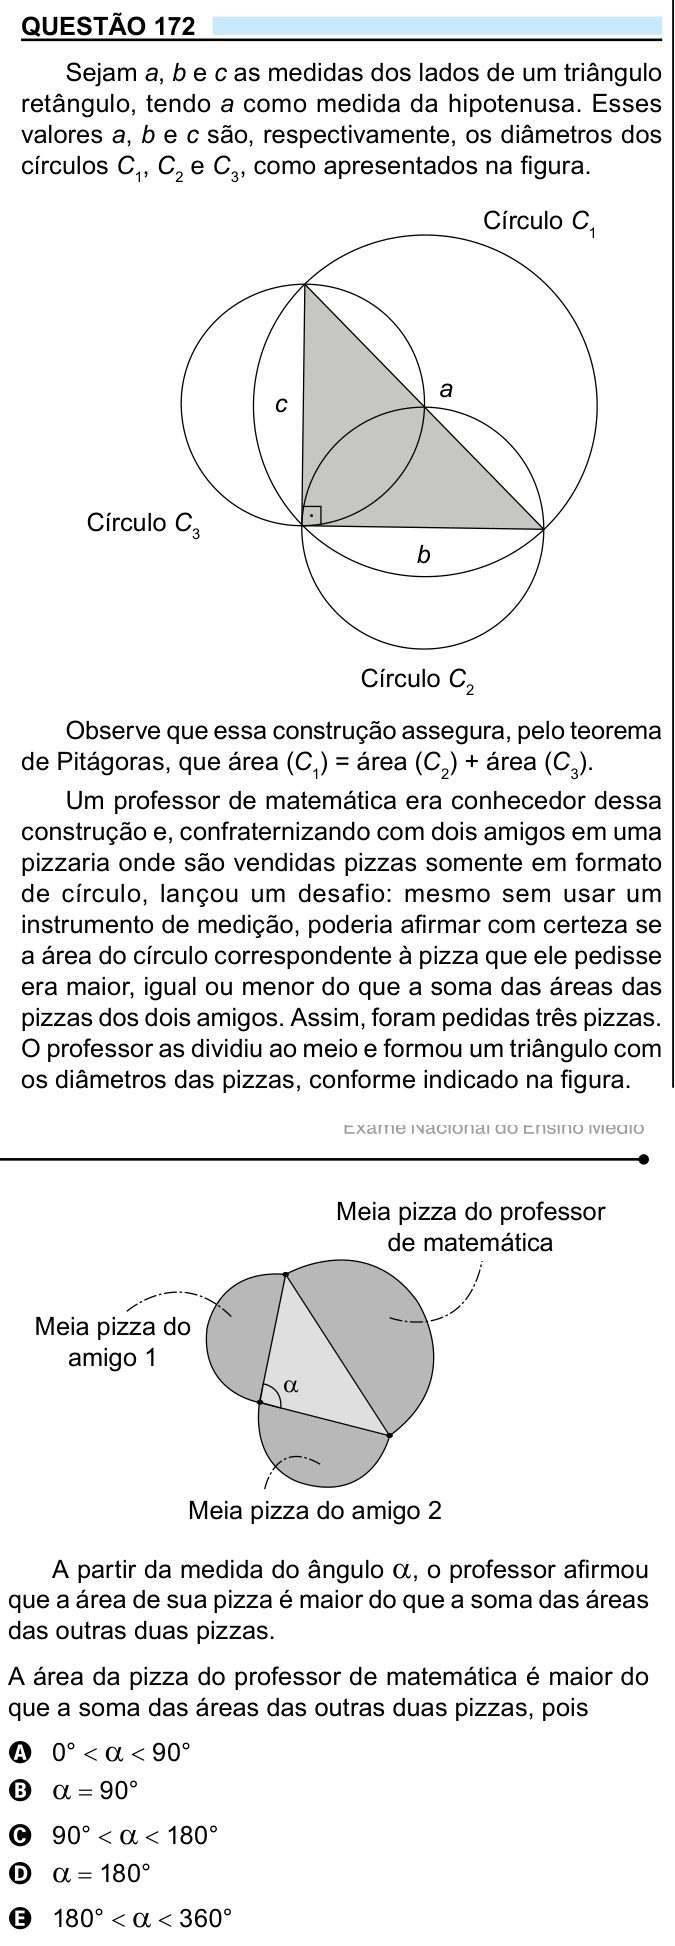 QUESTÃO 172
Sejam a, b e c as medidas dos lados de um triângulo
retângulo, tendo a como medida da hipotenusa. Esses
valores a, b e c são, respectivamente, os diâmetros dos
círculos C₁, C₂ e C₃, como apresentados na figura.
Círculo C₁
a
c
Círculo C₃
b
Círculo C₂
Observe que essa construção assegura, pelo teorema
de Pitágoras, que área (C₁) = área (C₂) + área (C₃).
Um professor de matemática era conhecedor dessa
construção e, confraternizando com dois amigos em uma
pizzaria onde são vendidas pizzas somente em formato
de círculo, lançou um desafio: mesmo sem usar um
instrumento de medição, poderia afirmar com certeza se
a área do círculo correspondente à pizza que ele pedisse
era maior, igual ou menor do que a soma das áreas das
pizzas dos dois amigos. Assim, foram pedidas três pizzas.
O professor as dividiu ao meio e formou um triângulo com
os diâmetros das pizzas, conforme indicado na figura.
Exame Nacional do Ensino Médio
Meia pizza do professor
de matemática
Meia pizza do
amigo 1
α
Meia pizza do amigo 2
A partir da medida do ângulo α, o professor afirmou
que a área de sua pizza é maior do que a soma das áreas
das outras duas pizzas.
A área da pizza do professor de matemática é maior do
que a soma das áreas das outras duas pizzas, pois
A 0° < α < 90°
B α = 90°
C 90° < α < 180°
D α = 180°
E 180° < α < 360°